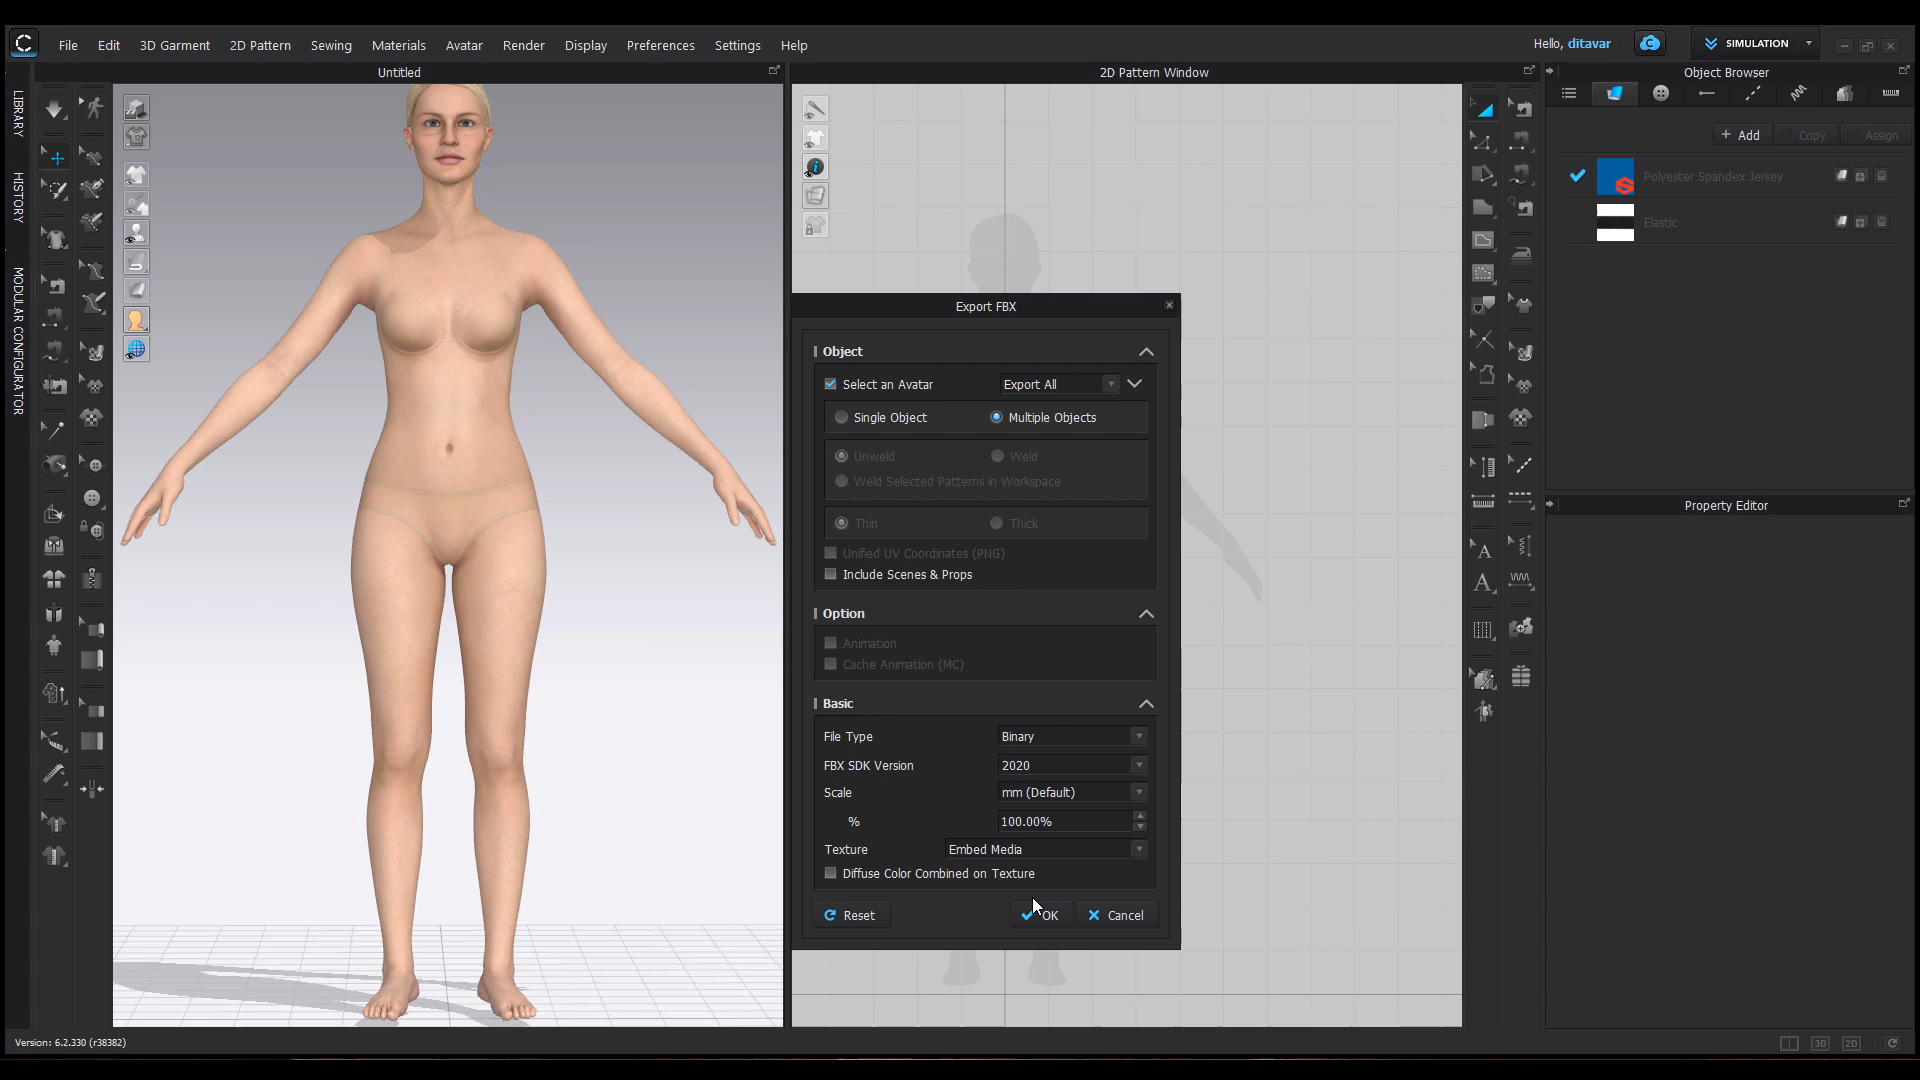 File Edit 3D Garment 2D Pattern Sewing Materials Avatar Render Display Preferences Settings Help
Hello, ditavar
SIMULATION
Untitled
2D Pattern Window
Object Browser
LIBRARY
HISTORY
MODULAR CONFIGURATOR
+ Add Copy Assign
Polyester Spandex Jersey
Elastic
Property Editor
Export FBX
Object
Select an Avatar Export All
Single Object Multiple Objects
Unweld Weld
Weld Selected Patterns in Workspace
Thin Thick
Unified UV Coordinates (PNG)
Include Scenes & Props
Option
Animation
Cache Animation (MC)
Basic
File Type Binary
FBX SDK Version 2020
Scale mm (Default)
% 100.00%
Texture Embed Media
Diffuse Color Combined on Texture
Reset OK Cancel
Version: 6.2.330 (r38382)
3D 2D